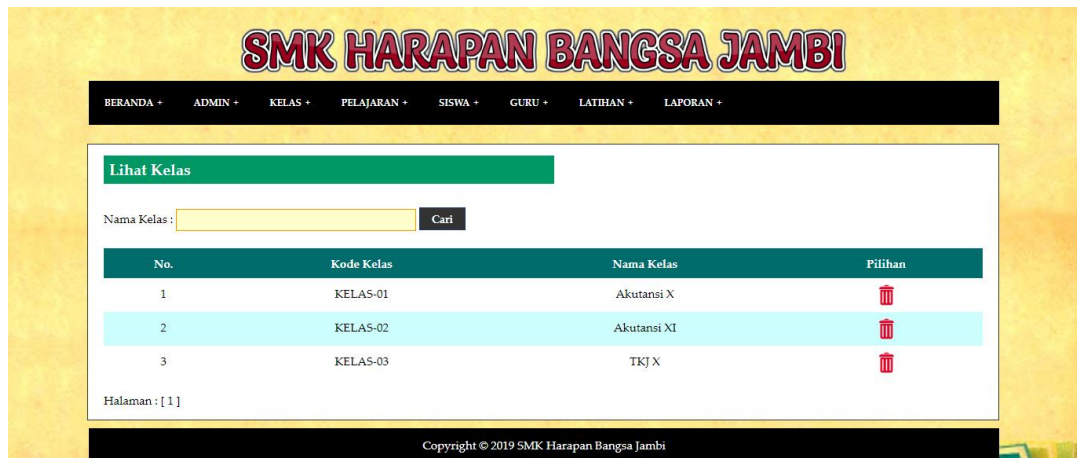 SMK HARAPAN BANGSA JAMBI
BERANDA + ADMIN + KELAS + PELAJARAN + SISWA + GURU + LATIHAN + LAPORAN +
Lihat Kelas
Nama Kelas : Cari
No. Kode Kelas Nama Kelas Pilihan
1 KELAS-01 Akutansi X
2 KELAS-02 Akutansi XI
3 KELAS-03 TKJ X
Halaman : [ 1 ]
Copyright © 2019 SMK Harapan Bangsa Jambi